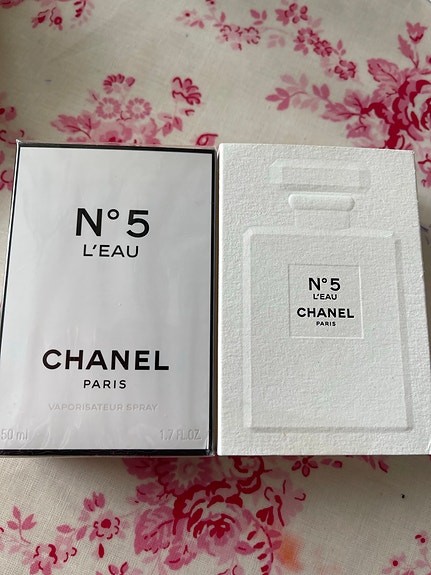 N°5
L'EAU
CHANEL
PARIS
VAPORISATEUR SPRAY
50 ml 1.7 FL.OZ.
N°5
L'EAU
CHANEL
PARIS